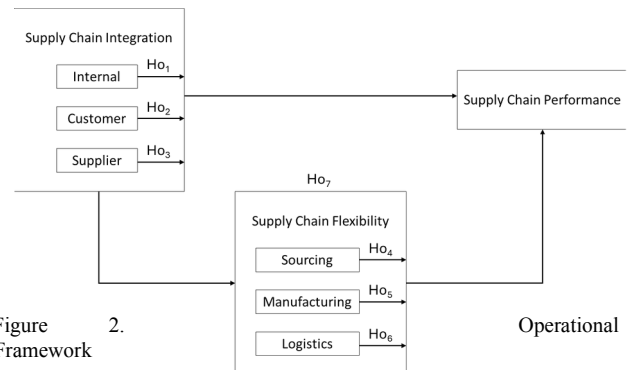 Supply Chain Integration
Internal
Ho₁
Customer
Ho₂
Supplier
Ho₃
Supply Chain Performance
Ho₇
Supply Chain Flexibility
Sourcing
Ho₄
Manufacturing
Ho₅
Logistics
Ho₆
Figure 2. Operational
Framework